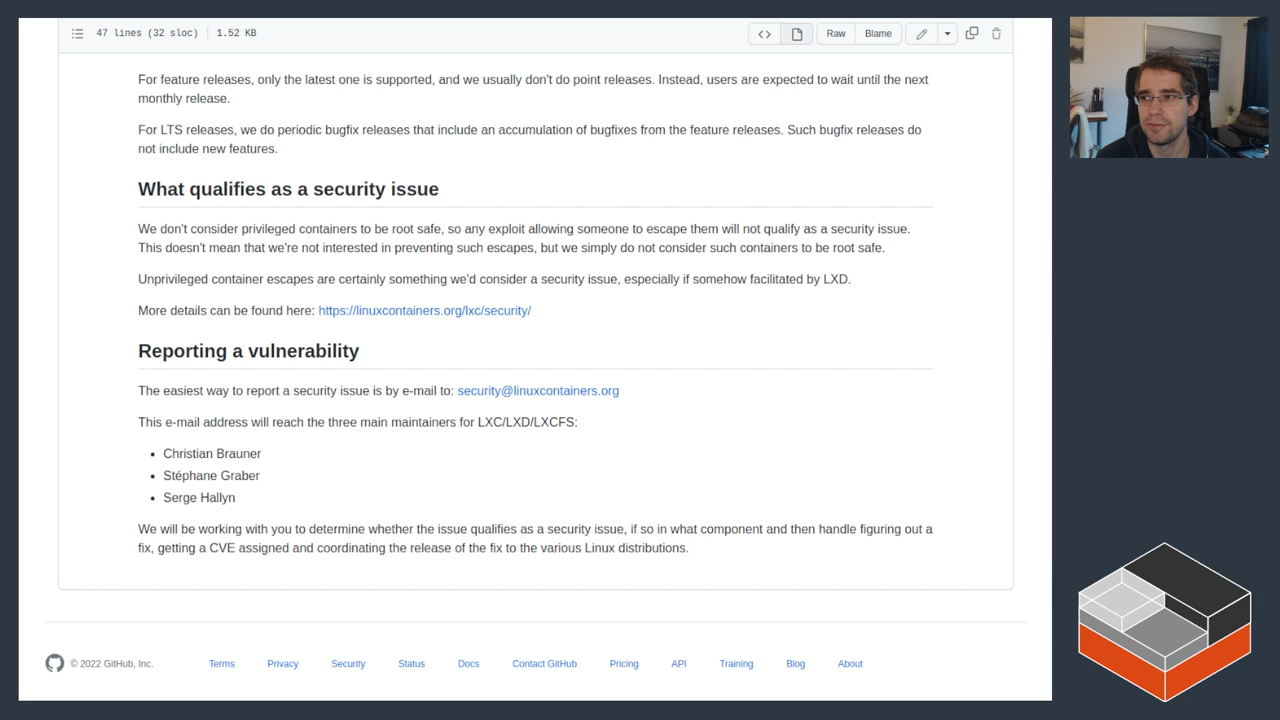 47 lines (32 sloc) 1.52 KB Raw Blame
For feature releases, only the latest one is supported, and we usually don't do point releases. Instead, users are expected to wait until the next
monthly release.
For LTS releases, we do periodic bugfix releases that include an accumulation of bugfixes from the feature releases. Such bugfix releases do
not include new features.
What qualifies as a security issue
We don't consider privileged containers to be root safe, so any exploit allowing someone to escape them will not qualify as a security issue.
This doesn't mean that we're not interested in preventing such escapes, but we simply do not consider such containers to be root safe.
Unprivileged container escapes are certainly something we'd consider a security issue, especially if somehow facilitated by LXD.
More details can be found here: https://linuxcontainers.org/lxc/security/
Reporting a vulnerability
The easiest way to report a security issue is by e-mail to: security@linuxcontainers.org
This e-mail address will reach the three main maintainers for LXC/LXD/LXCFS:
• Christian Brauner
• Stéphane Graber
• Serge Hallyn
We will be working with you to determine whether the issue qualifies as a security issue, if so in what component and then handle figuring out a
fix, getting a CVE assigned and coordinating the release of the fix to the various Linux distributions.
© 2022 GitHub, Inc. Terms Privacy Security Status Docs Contact GitHub Pricing API Training Blog About